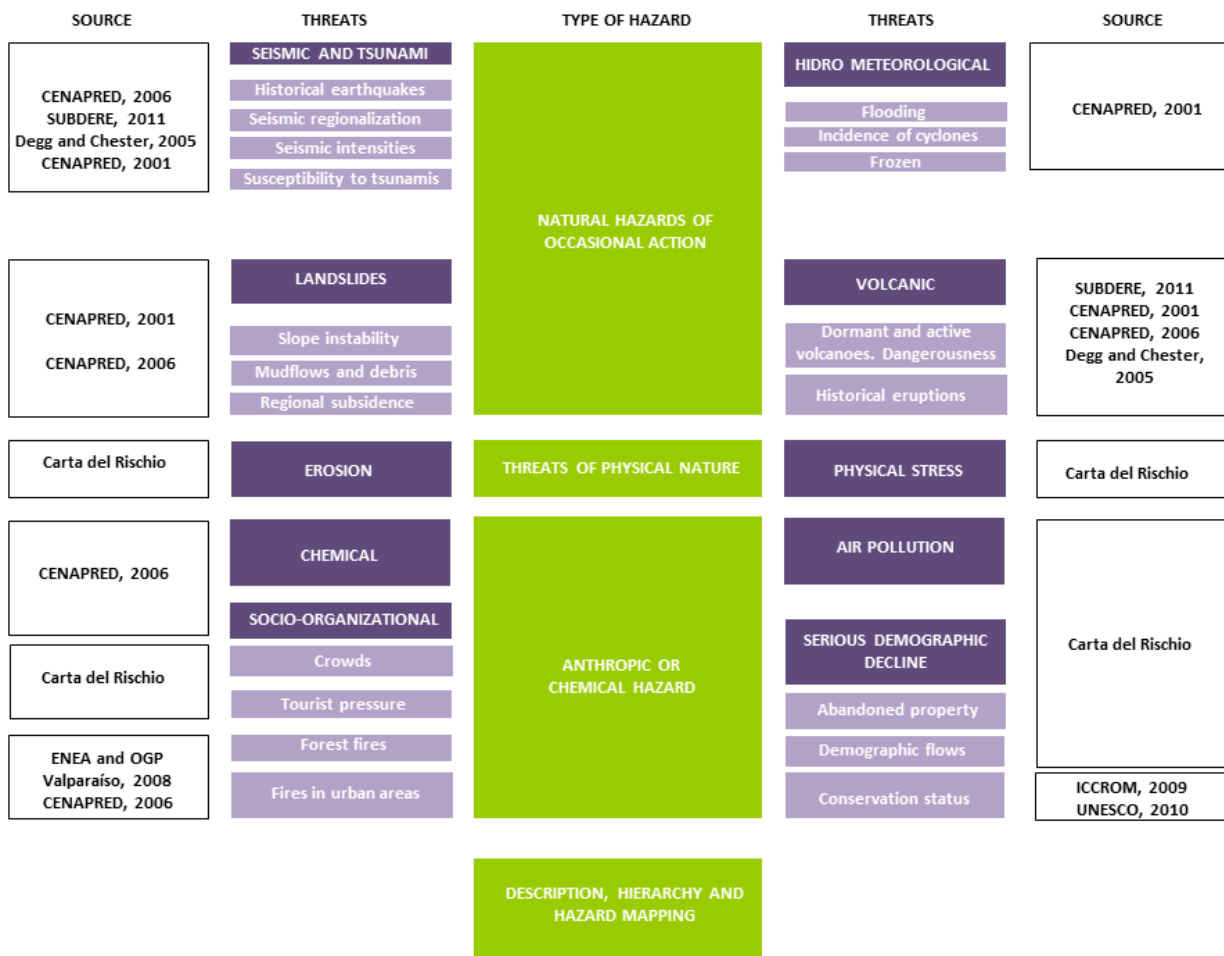 SOURCE
THREATS
TYPE OF HAZARD
THREATS
SOURCE
CENAPRED, 2006
SUBDERE, 2011
Degg and Chester, 2005
CENAPRED, 2001
SEISMIC AND TSUNAMI
Historical earthquakes
Seismic regionalization
Seismic intensities
Susceptibility to tsunamis
NATURAL HAZARDS OF
OCCASIONAL ACTION
HIDRO METEOROLOGICAL
Flooding
Incidence of cyclones
Frozen
CENAPRED, 2001
CENAPRED, 2001
CENAPRED, 2006
LANDSLIDES
Slope instability
Mudflows and debris
Regional subsidence
VOLCANIC
Dormant and active
volcanoes. Dangerousness
Historical eruptions
SUBDERE, 2011
CENAPRED, 2001
CENAPRED, 2006
Degg and Chester,
2005
Carta del Rischio
EROSION
THREATS OF PHYSICAL NATURE
PHYSICAL STRESS
Carta del Rischio
CENAPRED, 2006
CHEMICAL
SOCIO-ORGANIZATIONAL
Carta del Rischio
Crowds
Tourist pressure
ENEA and OGP
Valparaíso, 2008
CENAPRED, 2006
Forest fires
Fires in urban areas
ANTHROPIC OR
CHEMICAL HAZARD
AIR POLLUTION
SERIOUS DEMOGRAPHIC
DECLINE
Abandoned property
Demographic flows
Conservation status
Carta del Rischio
ICCROM, 2009
UNESCO, 2010
DESCRIPTION, HIERARCHY AND
HAZARD MAPPING